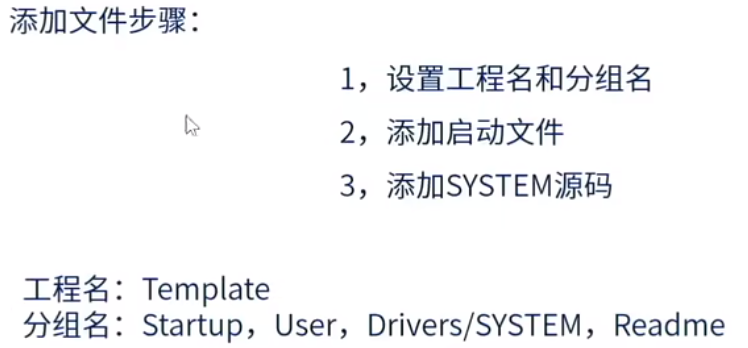 添加文件步骤：
1，设置工程名和分组名
2，添加启动文件
3，添加SYSTEM源码
工程名：Template
分组名：Startup，User，Drivers/SYSTEM，Readme